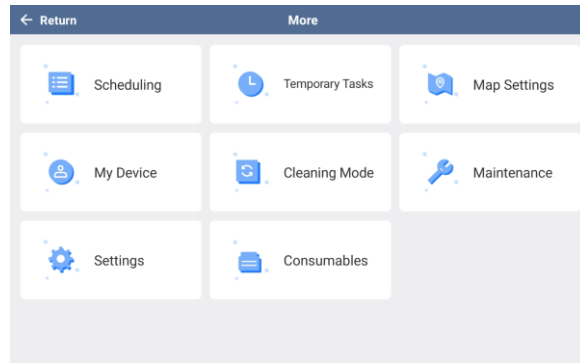 Return
More
Scheduling
Temporary Tasks
Map Settings
My Device
Cleaning Mode
Maintenance
Settings
Consumables